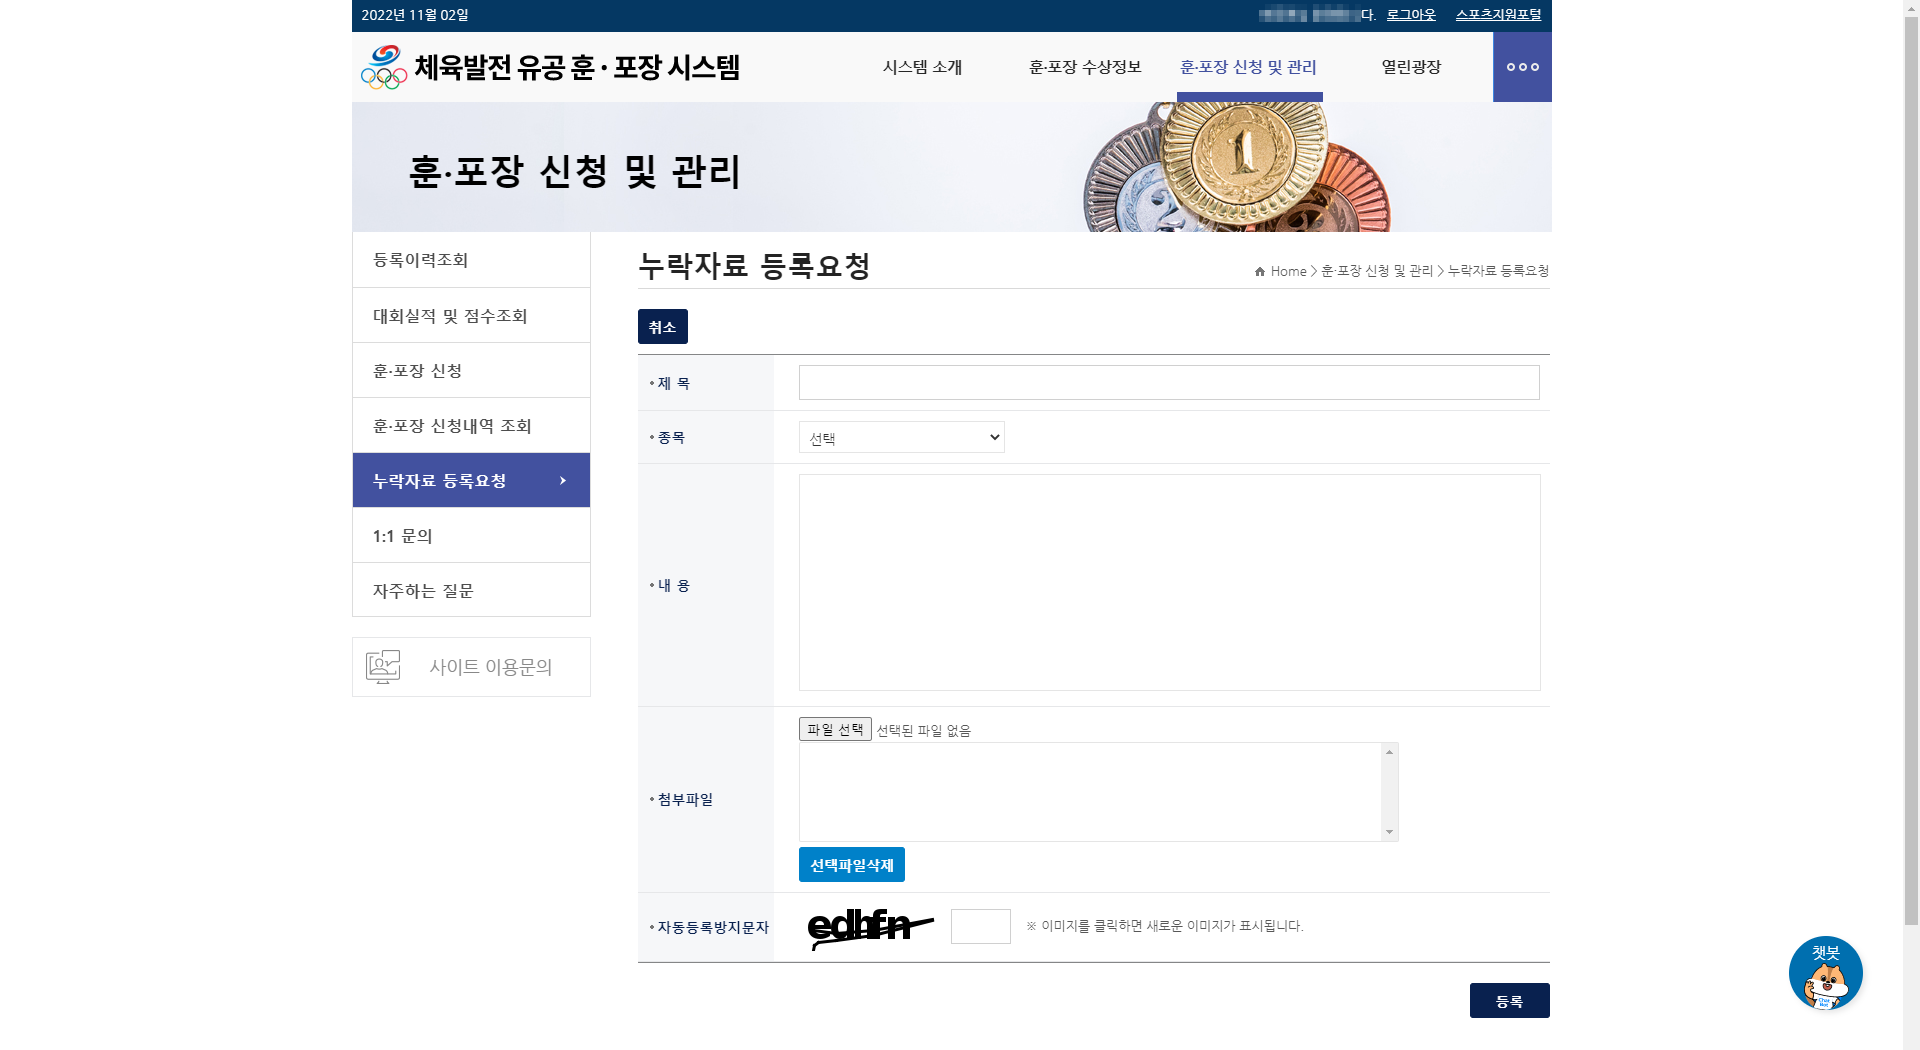 2022년 11월 02일
다.
로그아웃
스포츠지원포털
체육발전 유공 훈 · 포장 시스템
시스템 소개
훈·포장 수상정보
훈·포장 신청 및 관리
열린광장
훈·포장 신청 및 관리
등록이력조회
대회실적 및 점수조회
훈·포장 신청
훈·포장 신청내역 조회
누락자료 등록요청
1:1 문의
자주하는 질문
사이트 이용문의
누락자료 등록요청
Home > 훈·포장 신청 및 관리 > 누락자료 등록요청
취소
제 목
종목
선택
내 용
첨부파일
파일 선택 선택된 파일 없음
선택파일삭제
자동등록방지문자
edhfn
※ 이미지를 클릭하면 새로운 이미지가 표시됩니다.
등록
챗봇
Chat
Bot
1